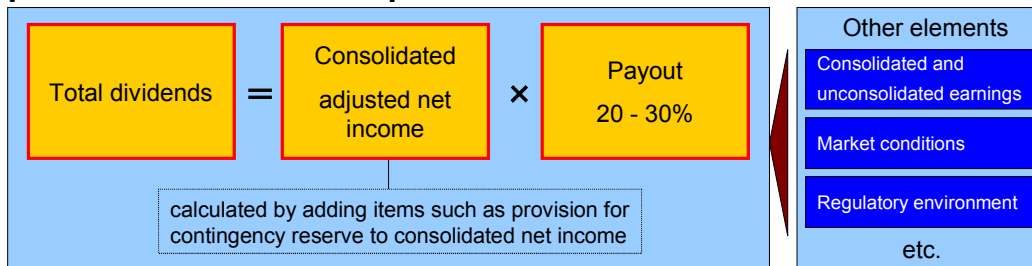 Total dividends
=
Consolidated
adjusted net
income
×
Payout
20 - 30%
calculated by adding items such as provision for
contingency reserve to consolidated net income
Other elements
Consolidated and
unconsolidated earnings
Market conditions
Regulatory environment
etc.